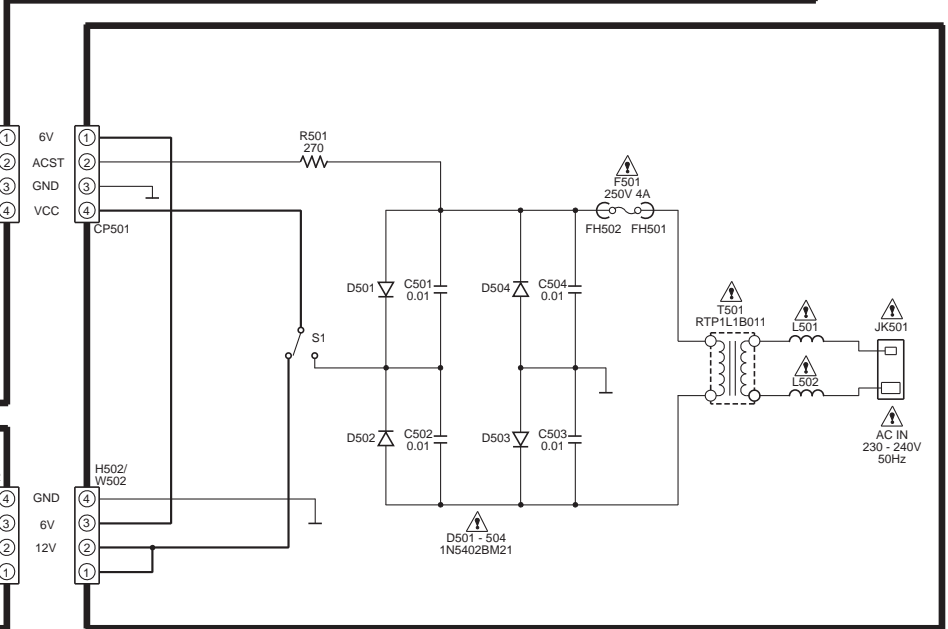 1 6V 1
2 ACST 2
3 GND 3
4 VCC 4
CP501
R501
270
F501
250V 4A
FH502 FH501
D501
C501
0.01
D504
C504
0.01
T501
RTP1L1B011
L501
JK501
S1
L502
D502
C502
0.01
D503
C503
0.01
AC IN
230 - 240V
50Hz
H502/
W502
4 GND 4
3 6V 3
2 12V 2
1 1
D501 - 504
1N5402BM21